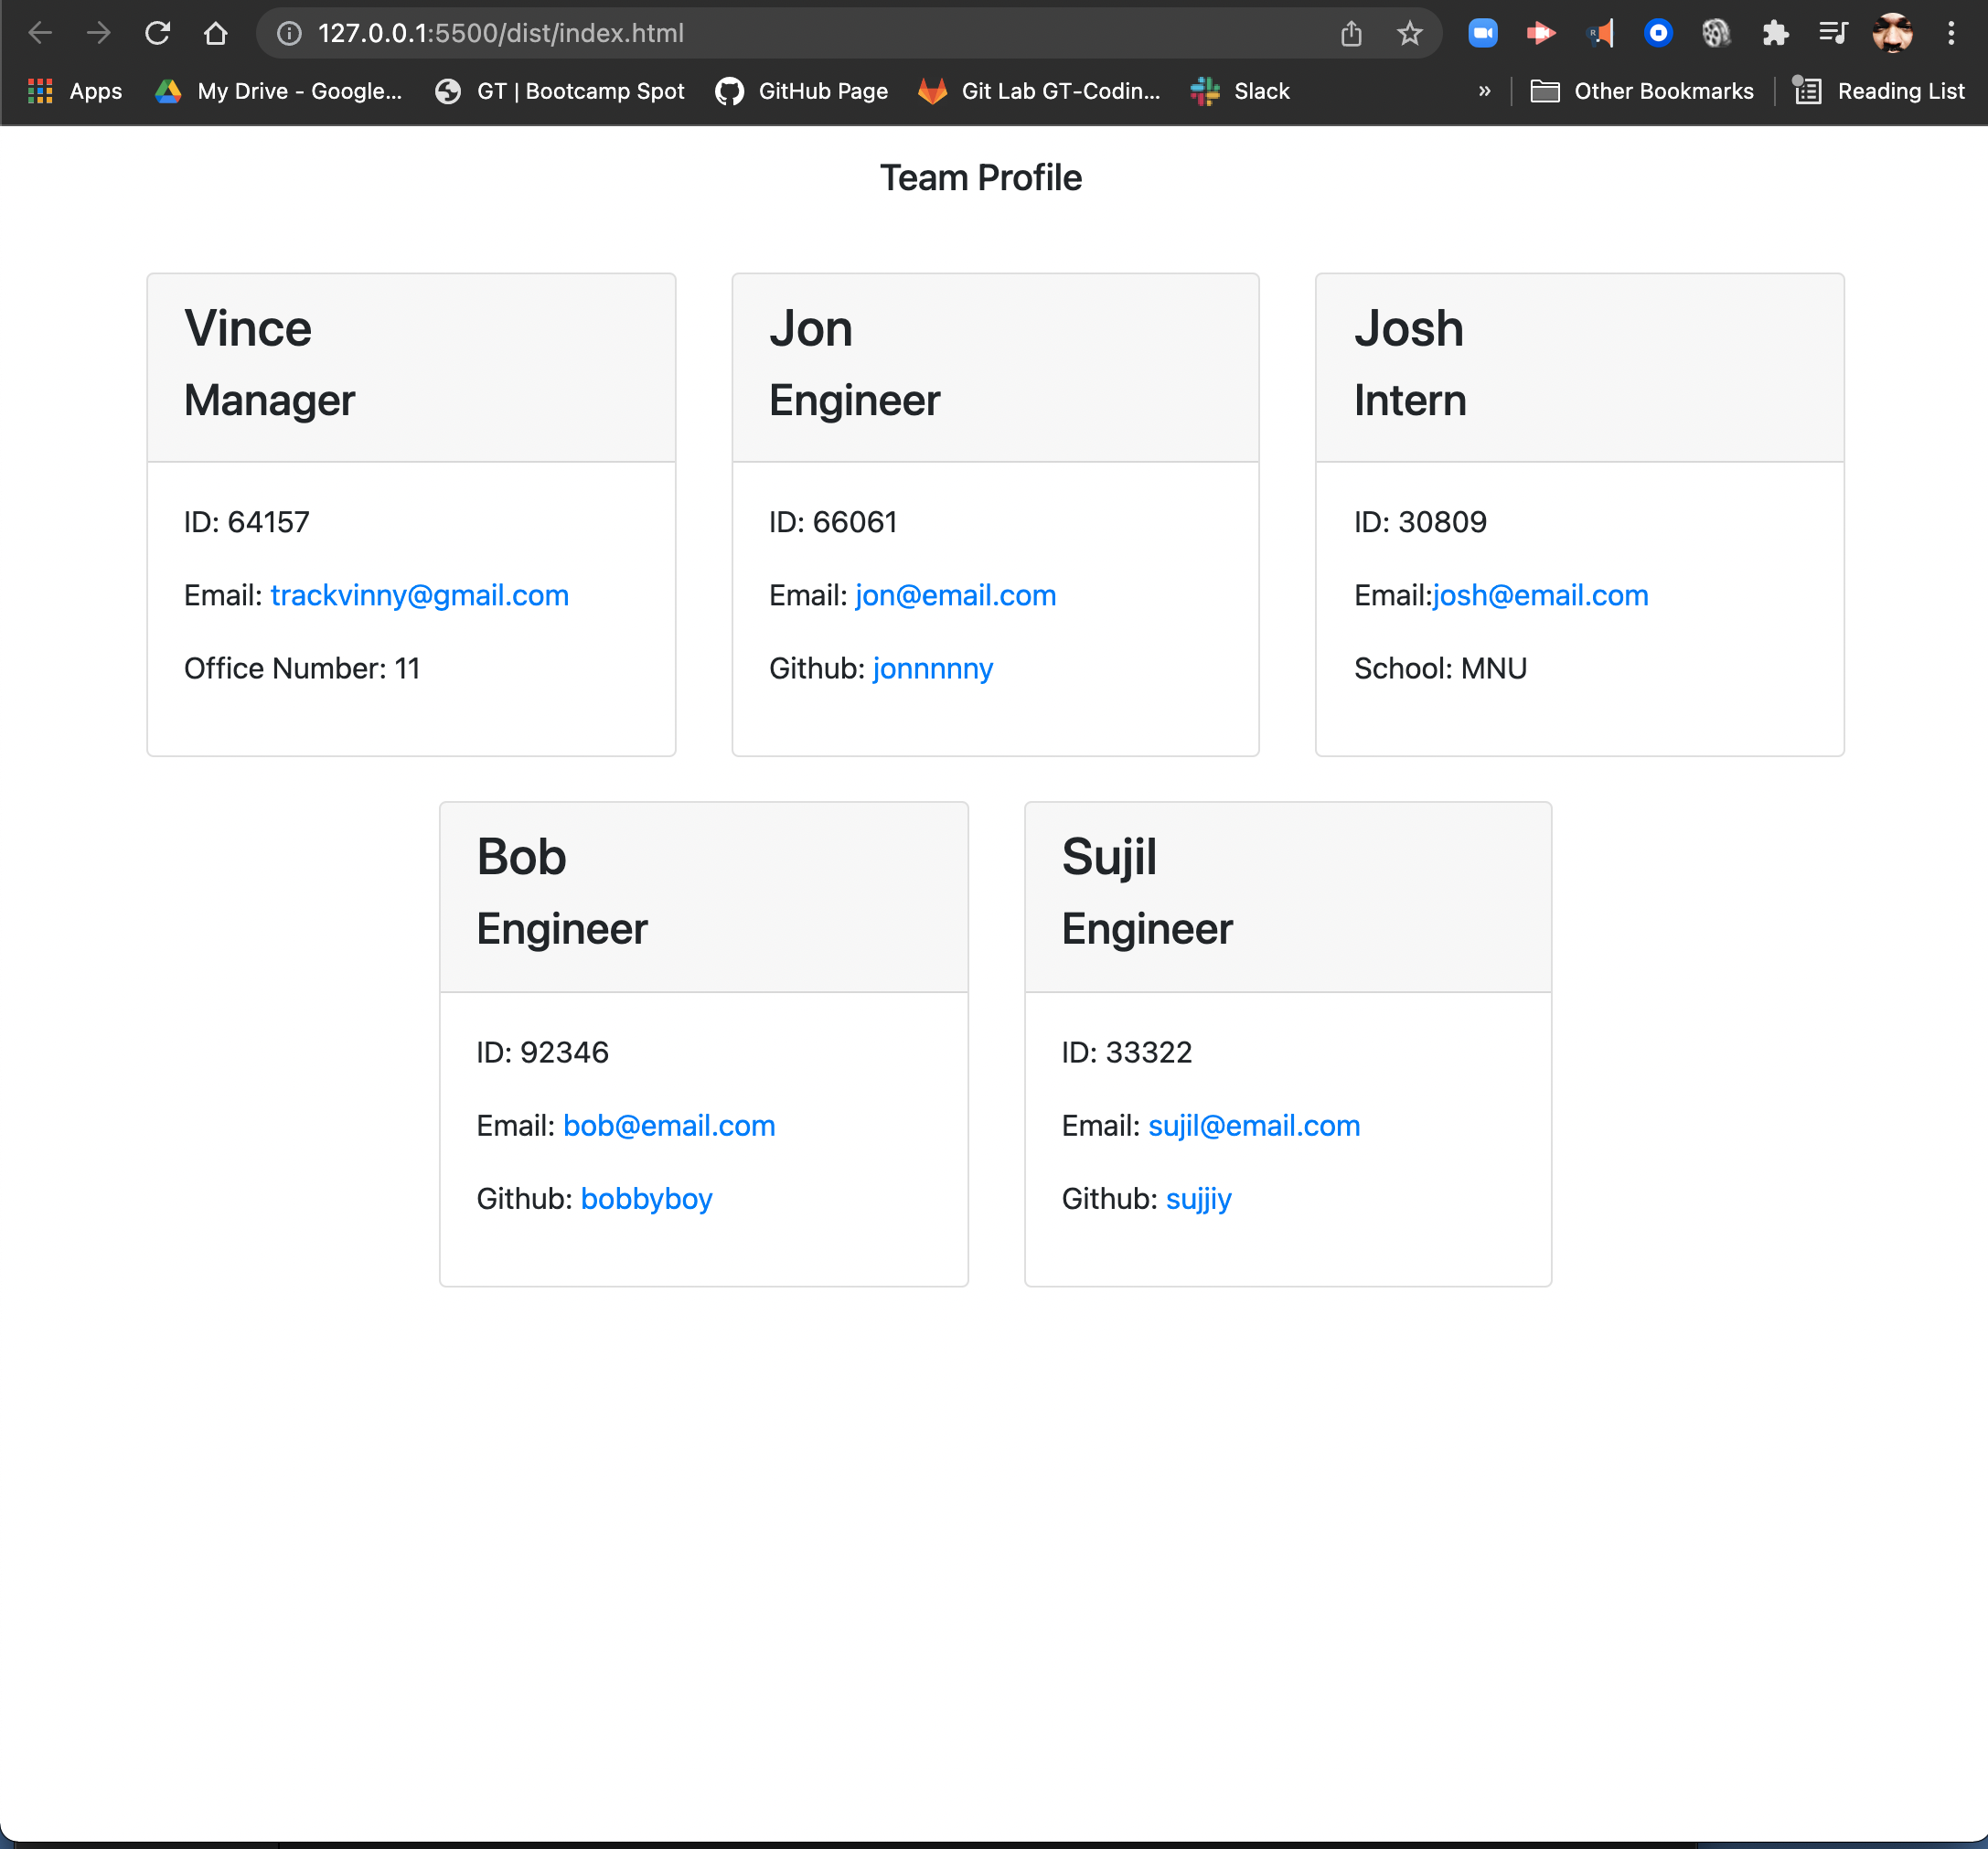 127.0.0.1:5500/dist/index.html
Apps My Drive - Google... GT | Bootcamp Spot GitHub Page Git Lab GT-Codin... Slack » Other Bookmarks Reading List
Team Profile
Vince
Manager
ID: 64157
Email: trackvinny@gmail.com
Office Number: 11
Jon
Engineer
ID: 66061
Email: jon@email.com
Github: jonnnnny
Josh
Intern
ID: 30809
Email:josh@email.com
School: MNU
Bob
Engineer
ID: 92346
Email: bob@email.com
Github: bobbyboy
Sujil
Engineer
ID: 33322
Email: sujil@email.com
Github: sujjiy